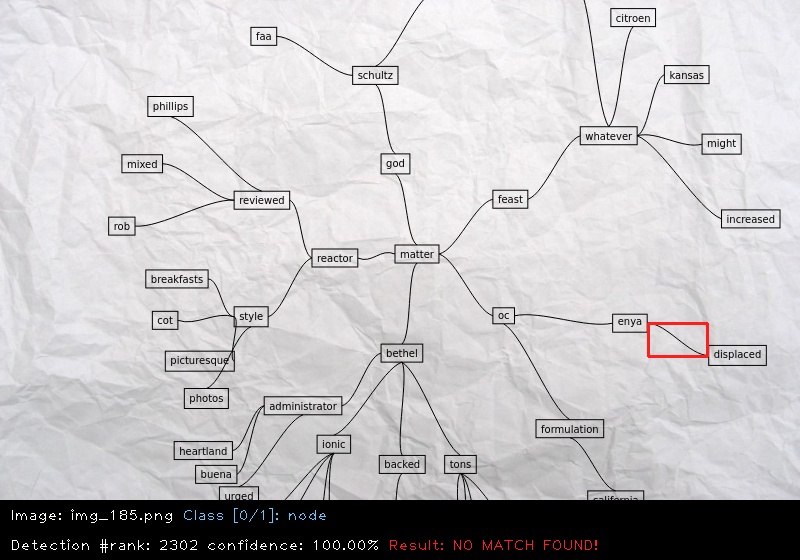 citroen
faa
schultz
kansas
phillips
whatever
might
mixed
god
reviewed
feast
increased
rob
matter
reactor
breakfasts
oc
enya
cot
style
bethel
displaced
picturesque
photos
administrator
formulation
ionic
heartland
backed
tons
buena
urged
california
Image: img_185.png Class [0/1]: node
Detection #rank: 2302 confidence: 100.00% Result: NO MATCH FOUND!